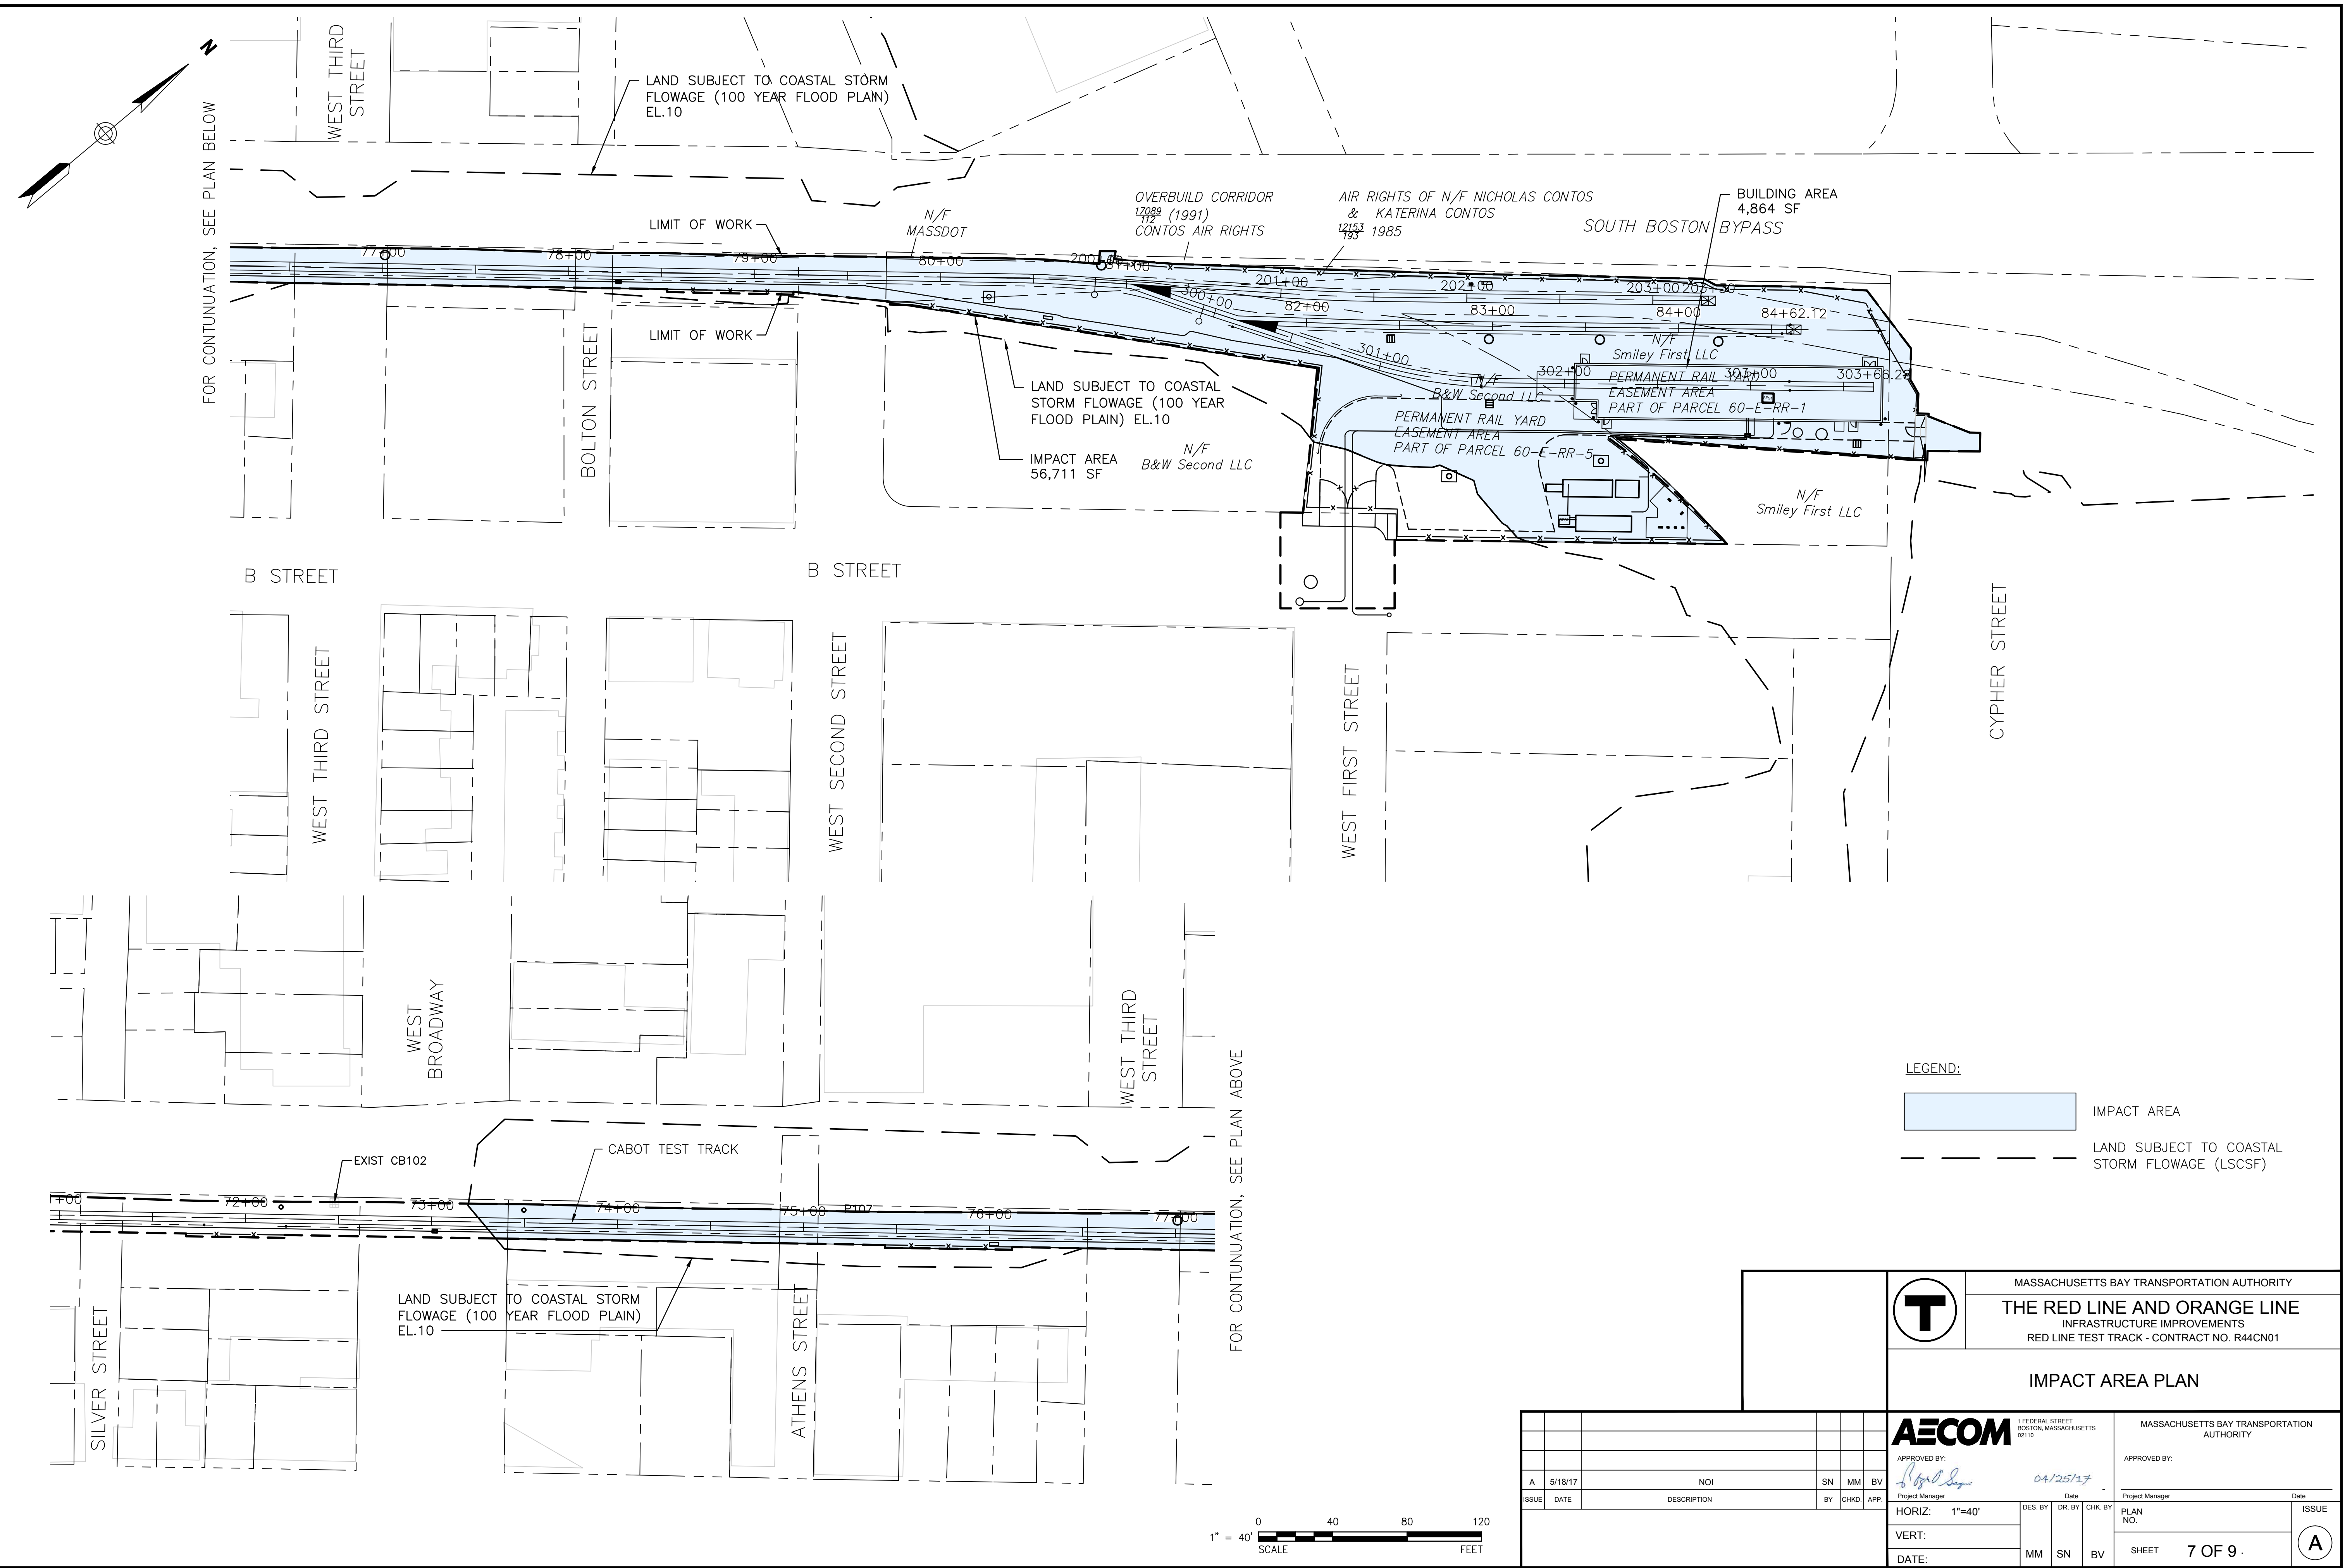 N
WEST THIRD
STREET
LAND SUBJECT TO COASTAL STORM
FLOWAGE (100 YEAR FLOOD PLAIN)
EL.10
FOR CONTUNUATION, SEE PLAN BELOW
LIMIT OF WORK
N/F
MASSDOT
OVERBUILD CORRIDOR
17089
112 (1991)
CONTOS AIR RIGHTS
AIR RIGHTS OF N/F NICHOLAS CONTOS
& KATERINA CONTOS
12153
193 1985
BUILDING AREA
4,864 SF
SOUTH BOSTON BYPASS
77+00
78+00
79+00
80+00
81+00
201+00
202+00
203+00
300+00
82+00
83+00
84+00
84+62.12
LIMIT OF WORK
BOLTON STREET
301+00
302+00
303+00
N/F
Smiley First LLC
PERMANENT RAIL YARD
EASEMENT AREA
PART OF PARCEL 60-E-RR-1
N/F
B&W Second LLC
PERMANENT RAIL YARD
EASEMENT AREA
PART OF PARCEL 60-E-RR-5
LAND SUBJECT TO COASTAL
STORM FLOWAGE (100 YEAR
FLOOD PLAIN) EL.10
IMPACT AREA
56,711 SF
N/F
B&W Second LLC
N/F
Smiley First LLC
B STREET
B STREET
WEST THIRD STREET
WEST SECOND STREET
WEST FIRST STREET
CYPHER STREET
WEST
BROADWAY
WEST THIRD
STREET
FOR CONTUNUATION, SEE PLAN ABOVE
EXIST CB102
CABOT TEST TRACK
1+00
72+00
73+00
74+00
75+00
P107
76+00
77+00
LAND SUBJECT TO COASTAL STORM
FLOWAGE (100 YEAR FLOOD PLAIN)
EL.10
SILVER STREET
ATHENS STREET
LEGEND:
IMPACT AREA
LAND SUBJECT TO COASTAL
STORM FLOWAGE (LSCSF)
1" = 40'
0 40 80 120
SCALE FEET
T
MASSACHUSETTS BAY TRANSPORTATION AUTHORITY
THE RED LINE AND ORANGE LINE
INFRASTRUCTURE IMPROVEMENTS
RED LINE TEST TRACK - CONTRACT NO. R44CN01
IMPACT AREA PLAN
AECOM
1 FEDERAL STREET
BOSTON, MASSACHUSETTS
02110
APPROVED BY:
04/25/17
Project Manager Date
MASSACHUSETTS BAY TRANSPORTATION
AUTHORITY
APPROVED BY:
Project Manager Date
A 5/18/17 NOI SN MM BV
ISSUE DATE DESCRIPTION BY CHKD. APP.
HORIZ: 1"=40'
VERT:
DATE:
DES. BY DR. BY CHK. BY
MM SN BV
PLAN
NO.
SHEET 7 OF 9 .
ISSUE
A